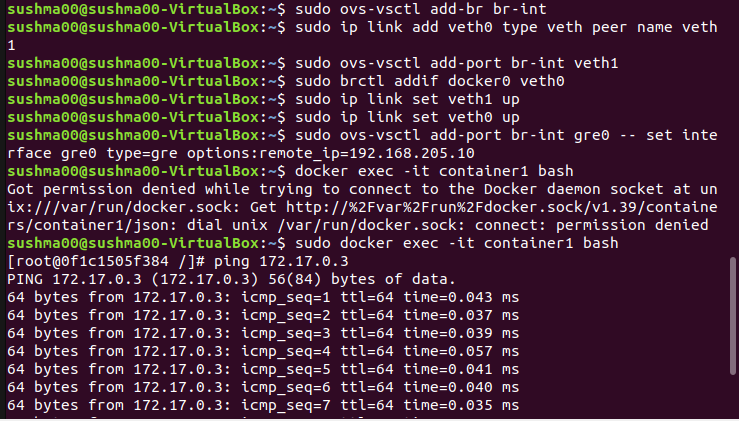 sushma00@sushma00-VirtualBox:~$ sudo ovs-vsctl add-br br-int
sushma00@sushma00-VirtualBox:~$ sudo ip link add veth0 type veth peer name veth
1
sushma00@sushma00-VirtualBox:~$ sudo ovs-vsctl add-port br-int veth1
sushma00@sushma00-VirtualBox:~$ sudo brctl addif docker0 veth0
sushma00@sushma00-VirtualBox:~$ sudo ip link set veth1 up
sushma00@sushma00-VirtualBox:~$ sudo ip link set veth0 up
sushma00@sushma00-VirtualBox:~$ sudo ovs-vsctl add-port br-int gre0 -- set inte
rface gre0 type=gre options:remote_ip=192.168.205.10
sushma00@sushma00-VirtualBox:~$ docker exec -it container1 bash
Got permission denied while trying to connect to the Docker daemon socket at un
ix:///var/run/docker.sock: Get http://%2Fvar%2Frun%2Fdocker.sock/v1.39/containe
rs/container1/json: dial unix /var/run/docker.sock: connect: permission denied
sushma00@sushma00-VirtualBox:~$ sudo docker exec -it container1 bash
[root@0f1c1505f384 /]# ping 172.17.0.3
PING 172.17.0.3 (172.17.0.3) 56(84) bytes of data.
64 bytes from 172.17.0.3: icmp_seq=1 ttl=64 time=0.043 ms
64 bytes from 172.17.0.3: icmp_seq=2 ttl=64 time=0.037 ms
64 bytes from 172.17.0.3: icmp_seq=3 ttl=64 time=0.039 ms
64 bytes from 172.17.0.3: icmp_seq=4 ttl=64 time=0.057 ms
64 bytes from 172.17.0.3: icmp_seq=5 ttl=64 time=0.041 ms
64 bytes from 172.17.0.3: icmp_seq=6 ttl=64 time=0.040 ms
64 bytes from 172.17.0.3: icmp_seq=7 ttl=64 time=0.035 ms